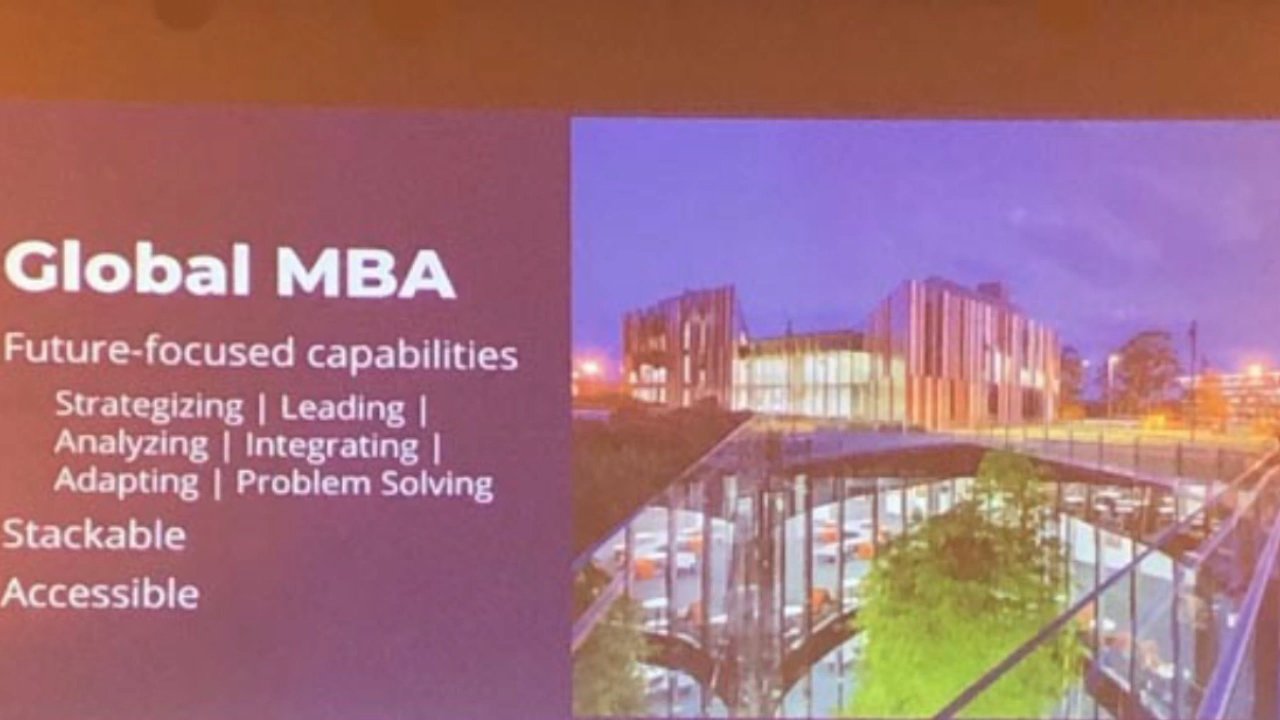 Global MBA
Future-focused capabilities
Strategizing | Leading |
Analyzing | Integrating |
Adapting | Problem Solving
Stackable
Accessible